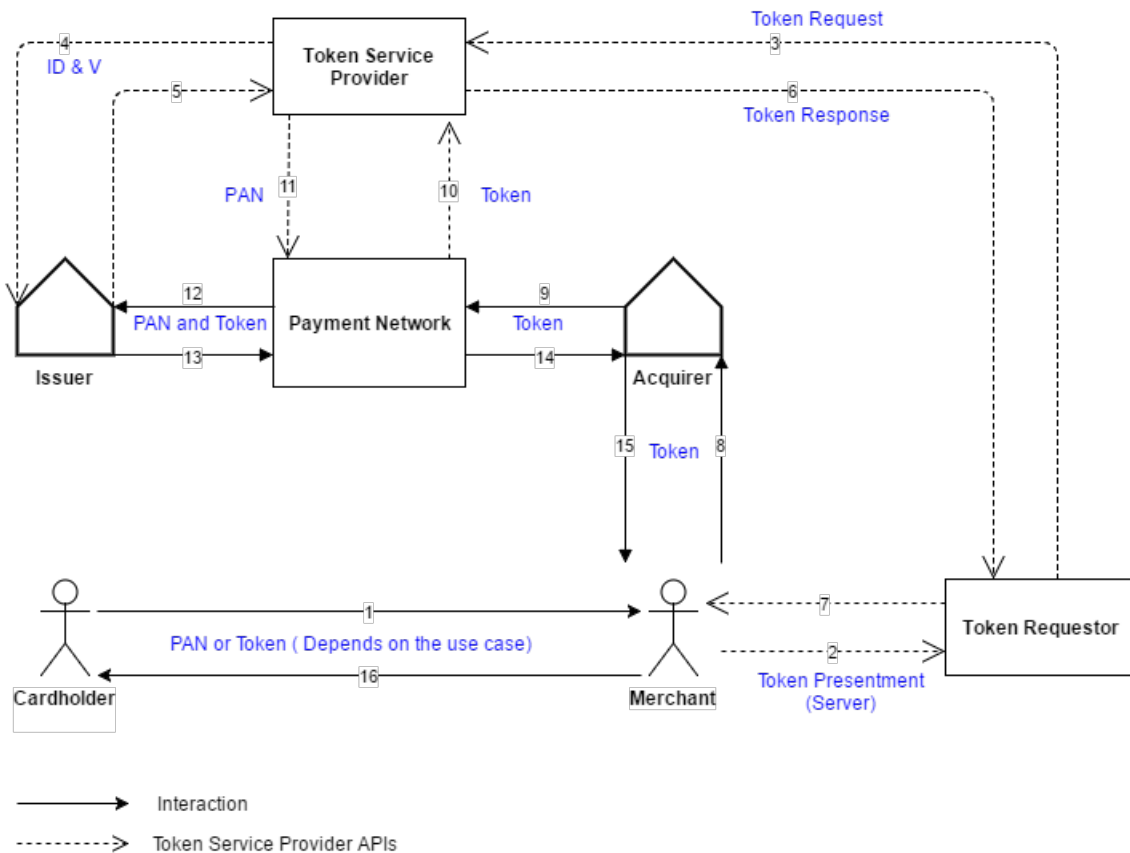 Token Request
4
Token Service
Provider
3
ID & V
5
6
Token Response
11
10
PAN
Token
12
9
PAN and Token
Payment Network
Token
13
14
Issuer
Acquirer
15
Token
8
1
7
PAN or Token ( Depends on the use case)
Token Requestor
2
16
Token Presentment
(Server)
Cardholder
Merchant
Interaction
Token Service Provider APIs